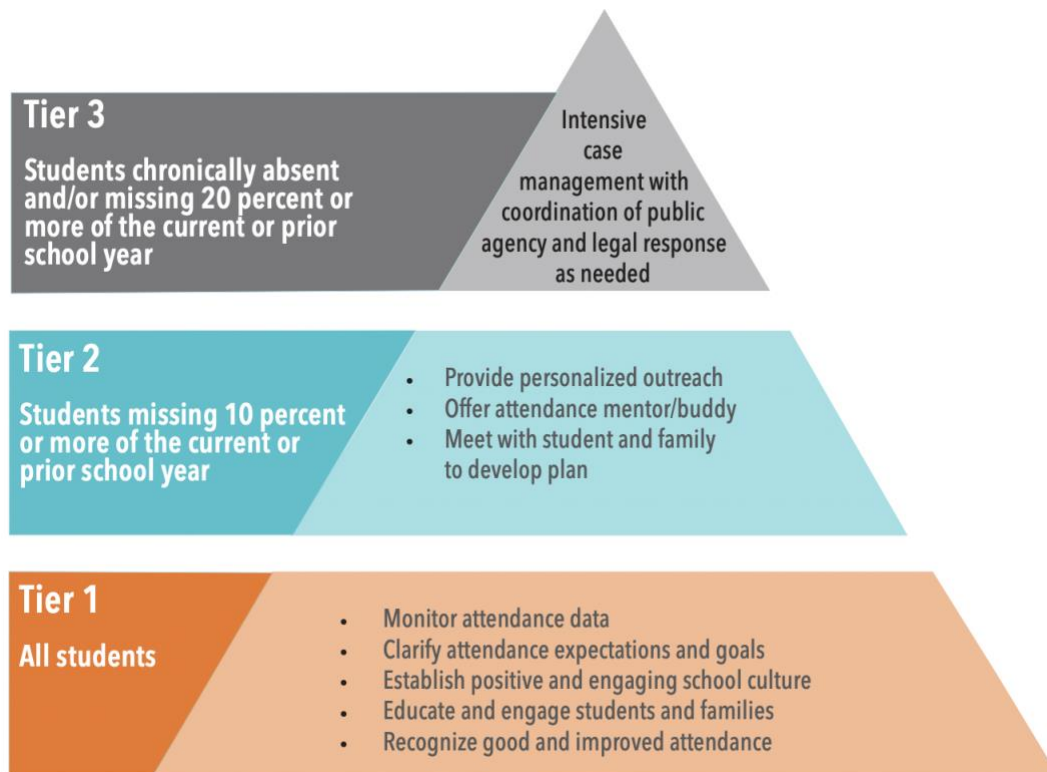 Tier 3
Students chronically absent
and/or missing 20 percent or
more of the current or prior
school year
Intensive
case
management with
coordination of public
agency and legal response
as needed
Tier 2
Students missing 10 percent
or more of the current or
prior school year
• Provide personalized outreach
• Offer attendance mentor/buddy
• Meet with student and family
to develop plan
Tier 1
All students
• Monitor attendance data
• Clarify attendance expectations and goals
• Establish positive and engaging school culture
• Educate and engage students and families
• Recognize good and improved attendance